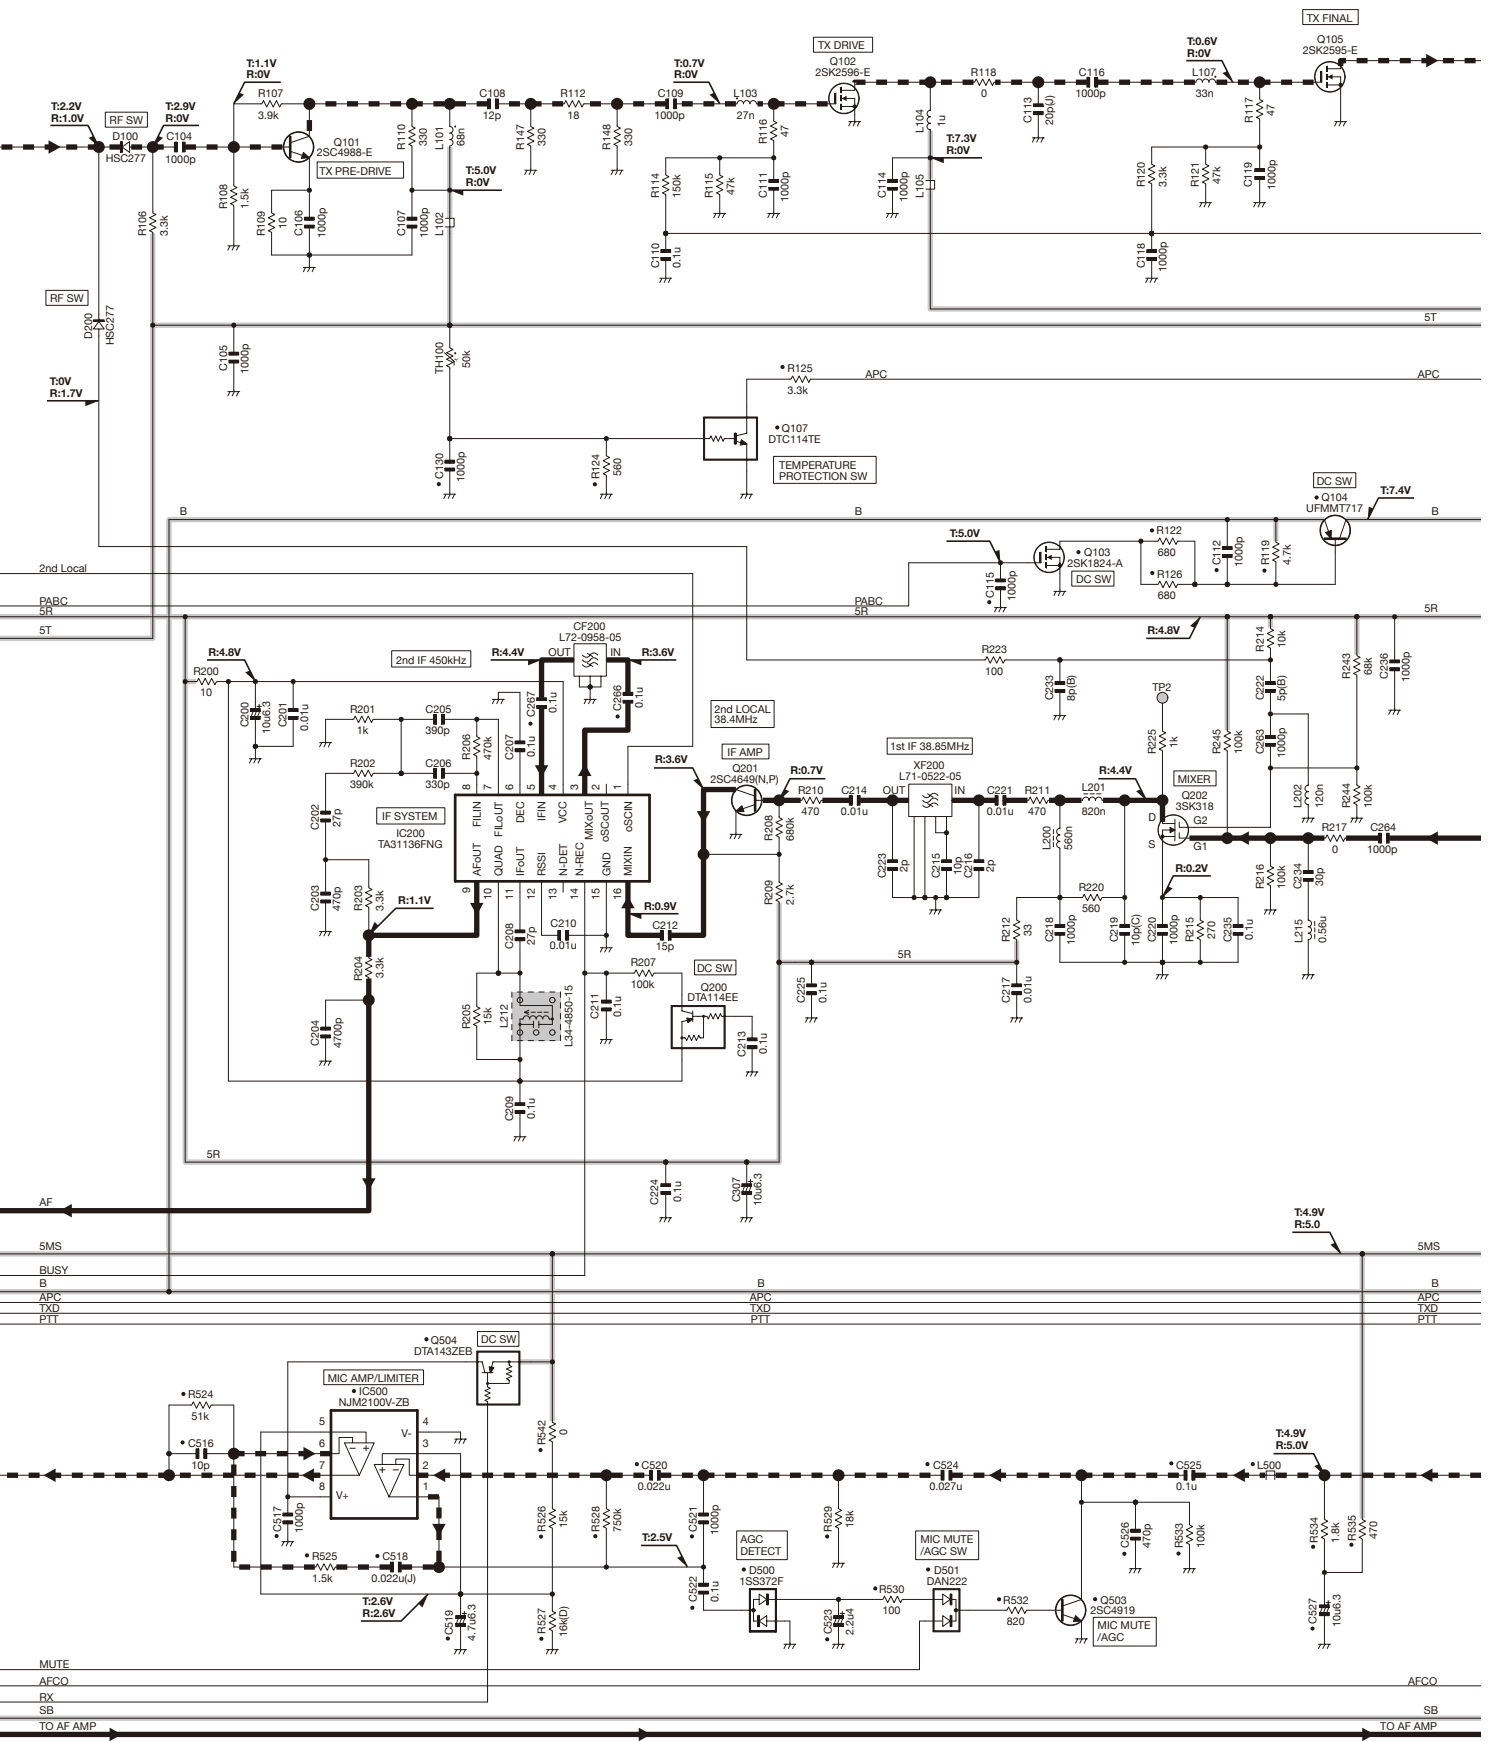 TX FINAL
Q105
2SK2595-E
TX DRIVE
Q102
2SK2596-E
T:1.1V
R:0V
T:0.7V
R:0V
T:0.6V
R:0V
R107
3.9k
C108
12p
R112
18
C109
1000p
L103
27n
R118
0
C113
20p(J)
C116
1000p
L107
33n
R117
47
T:2.2V
R:1.0V
RF SW
D100
HSC277
T:2.9V
R:0V
C104
1000p
Q101
2SC4988-E
TX PRE-DRIVE
R110
330
L101
68n
R147
330
R148
330
R116
47
L104
1u
T:7.3V
R:0V
T:5.0V
R:0V
R106
3.3k
R108
1.5k
R109
10
C106
1000p
C107
1000p
L102
R114
150k
R115
47k
C111
1000p
C114
1000p
L105
R120
3.3k
R121
47k
C119
1000p
C110
0.1u
C118
1000p
RF SW
D200
HSC277
5T
C105
1000p
TH100
50k
T:0V
R:1.7V
R125
3.3k
APC
APC
Q107
DTC114TE
TEMPERATURE
PROTECTION SW
C130
1000p
R124
560
DC SW
Q104
UFMMT717
T:7.4V
B
B
B
T:5.0V
Q103
2SK1824-A
DC SW
R122
680
R126
680
C112
1000p
R119
4.7k
C115
1000p
2nd Local
PABC
PABC
5R
5R
5R
5T
R:4.8V
2nd IF 450kHz
R:4.4V
CF200
L72-0958-05
OUT
IN
R:3.6V
R:4.8V
R223
100
R214
10k
R243
68k
C236
1000p
R200
10
C200
10u6.3
C201
0.01u
R201
1k
C205
390p
R206
470k
C207
0.1u
C267
0.1u
C266
0.1u
R202
390k
C206
330p
C233
8p(B)
TP2
R225
1k
C222
5p(B)
C263
1000p
R245
100k
L202
120n
R244
100k
2nd LOCAL
38.4MHz
IF AMP
Q201
2SC4649(N,P)
R:3.6V
R:0.7V
1st IF 38.85MHz
XF200
L71-0522-05
OUT
IN
R:4.4V
MIXER
Q202
3SK318
D
S
G2
G1
R210
470
C214
0.01u
C221
0.01u
R211
470
L201
820n
R217
0
C264
1000p
C202
27p
IF SYSTEM
IC200
TA31136FNG
8 7 6 5 4 3 2 1
FILIN
FILoUT
DEC
IFIN
VCC
MIXoUT
oSCoUT
oSCIN
AFoUT
QUAD
IFoUT
RSSI
N-DET
N-REC
GND
MIXIN
9 10 11 12 13 14 15 16
R208
680k
R209
2.7k
C223
2p
C215
10p
C216
2p
L200
560n
R220
560
R:0.2V
R216
100k
C234
30p
C203
470p
R203
3.3k
R:1.1V
C208
27p
C210
0.01u
R:0.9V
C212
15p
R212
33
C218
1000p
C219
10p(C)
C220
1000p
R215
270
C235
0.1u
L215
0.56u
R204
3.3k
C204
4700p
R205
15k
L212
L34-4850-15
C211
0.1u
R207
100k
DC SW
Q200
DTA114EE
C213
0.1u
5R
C225
0.1u
C217
0.01u
C209
0.1u
5R
C224
0.1u
C307
10u6.3
AF
T:4.9V
R:5.0
5MS
5MS
BUSY
B
B
B
APC
APC
APC
TXD
TXD
TXD
PTT
PTT
PTT
Q504
DTA143ZEB
DC SW
MIC AMP/LIMITER
IC500
NJM2100V-ZB
R524
51k
C516
10p
5
6
7
8
V+
4
V-
3
2
1
C517
1000p
R525
1.5k
C518
0.022u(J)
R542
0
R526
15k
R528
750k
C520
0.022u
C521
1000p
C524
0.027u
R529
18k
C525
0.1u
L500
T:4.9V
R:5.0V
T:2.5V
AGC
DETECT
D500
1SS372F
MIC MUTE
/AGC SW
D501
DAN222
C526
470p
R533
100k
R534
1.8k
R535
470
T:2.6V
R:2.6V
C519
4.7u6.3
R527
16k(D)
C522
0.1u
C523
2.2u4
R530
100
R532
820
Q503
2SC4919
MIC MUTE
/AGC
C527
10u6.3
MUTE
AFCO
AFCO
RX
SB
SB
TO AF AMP
TO AF AMP